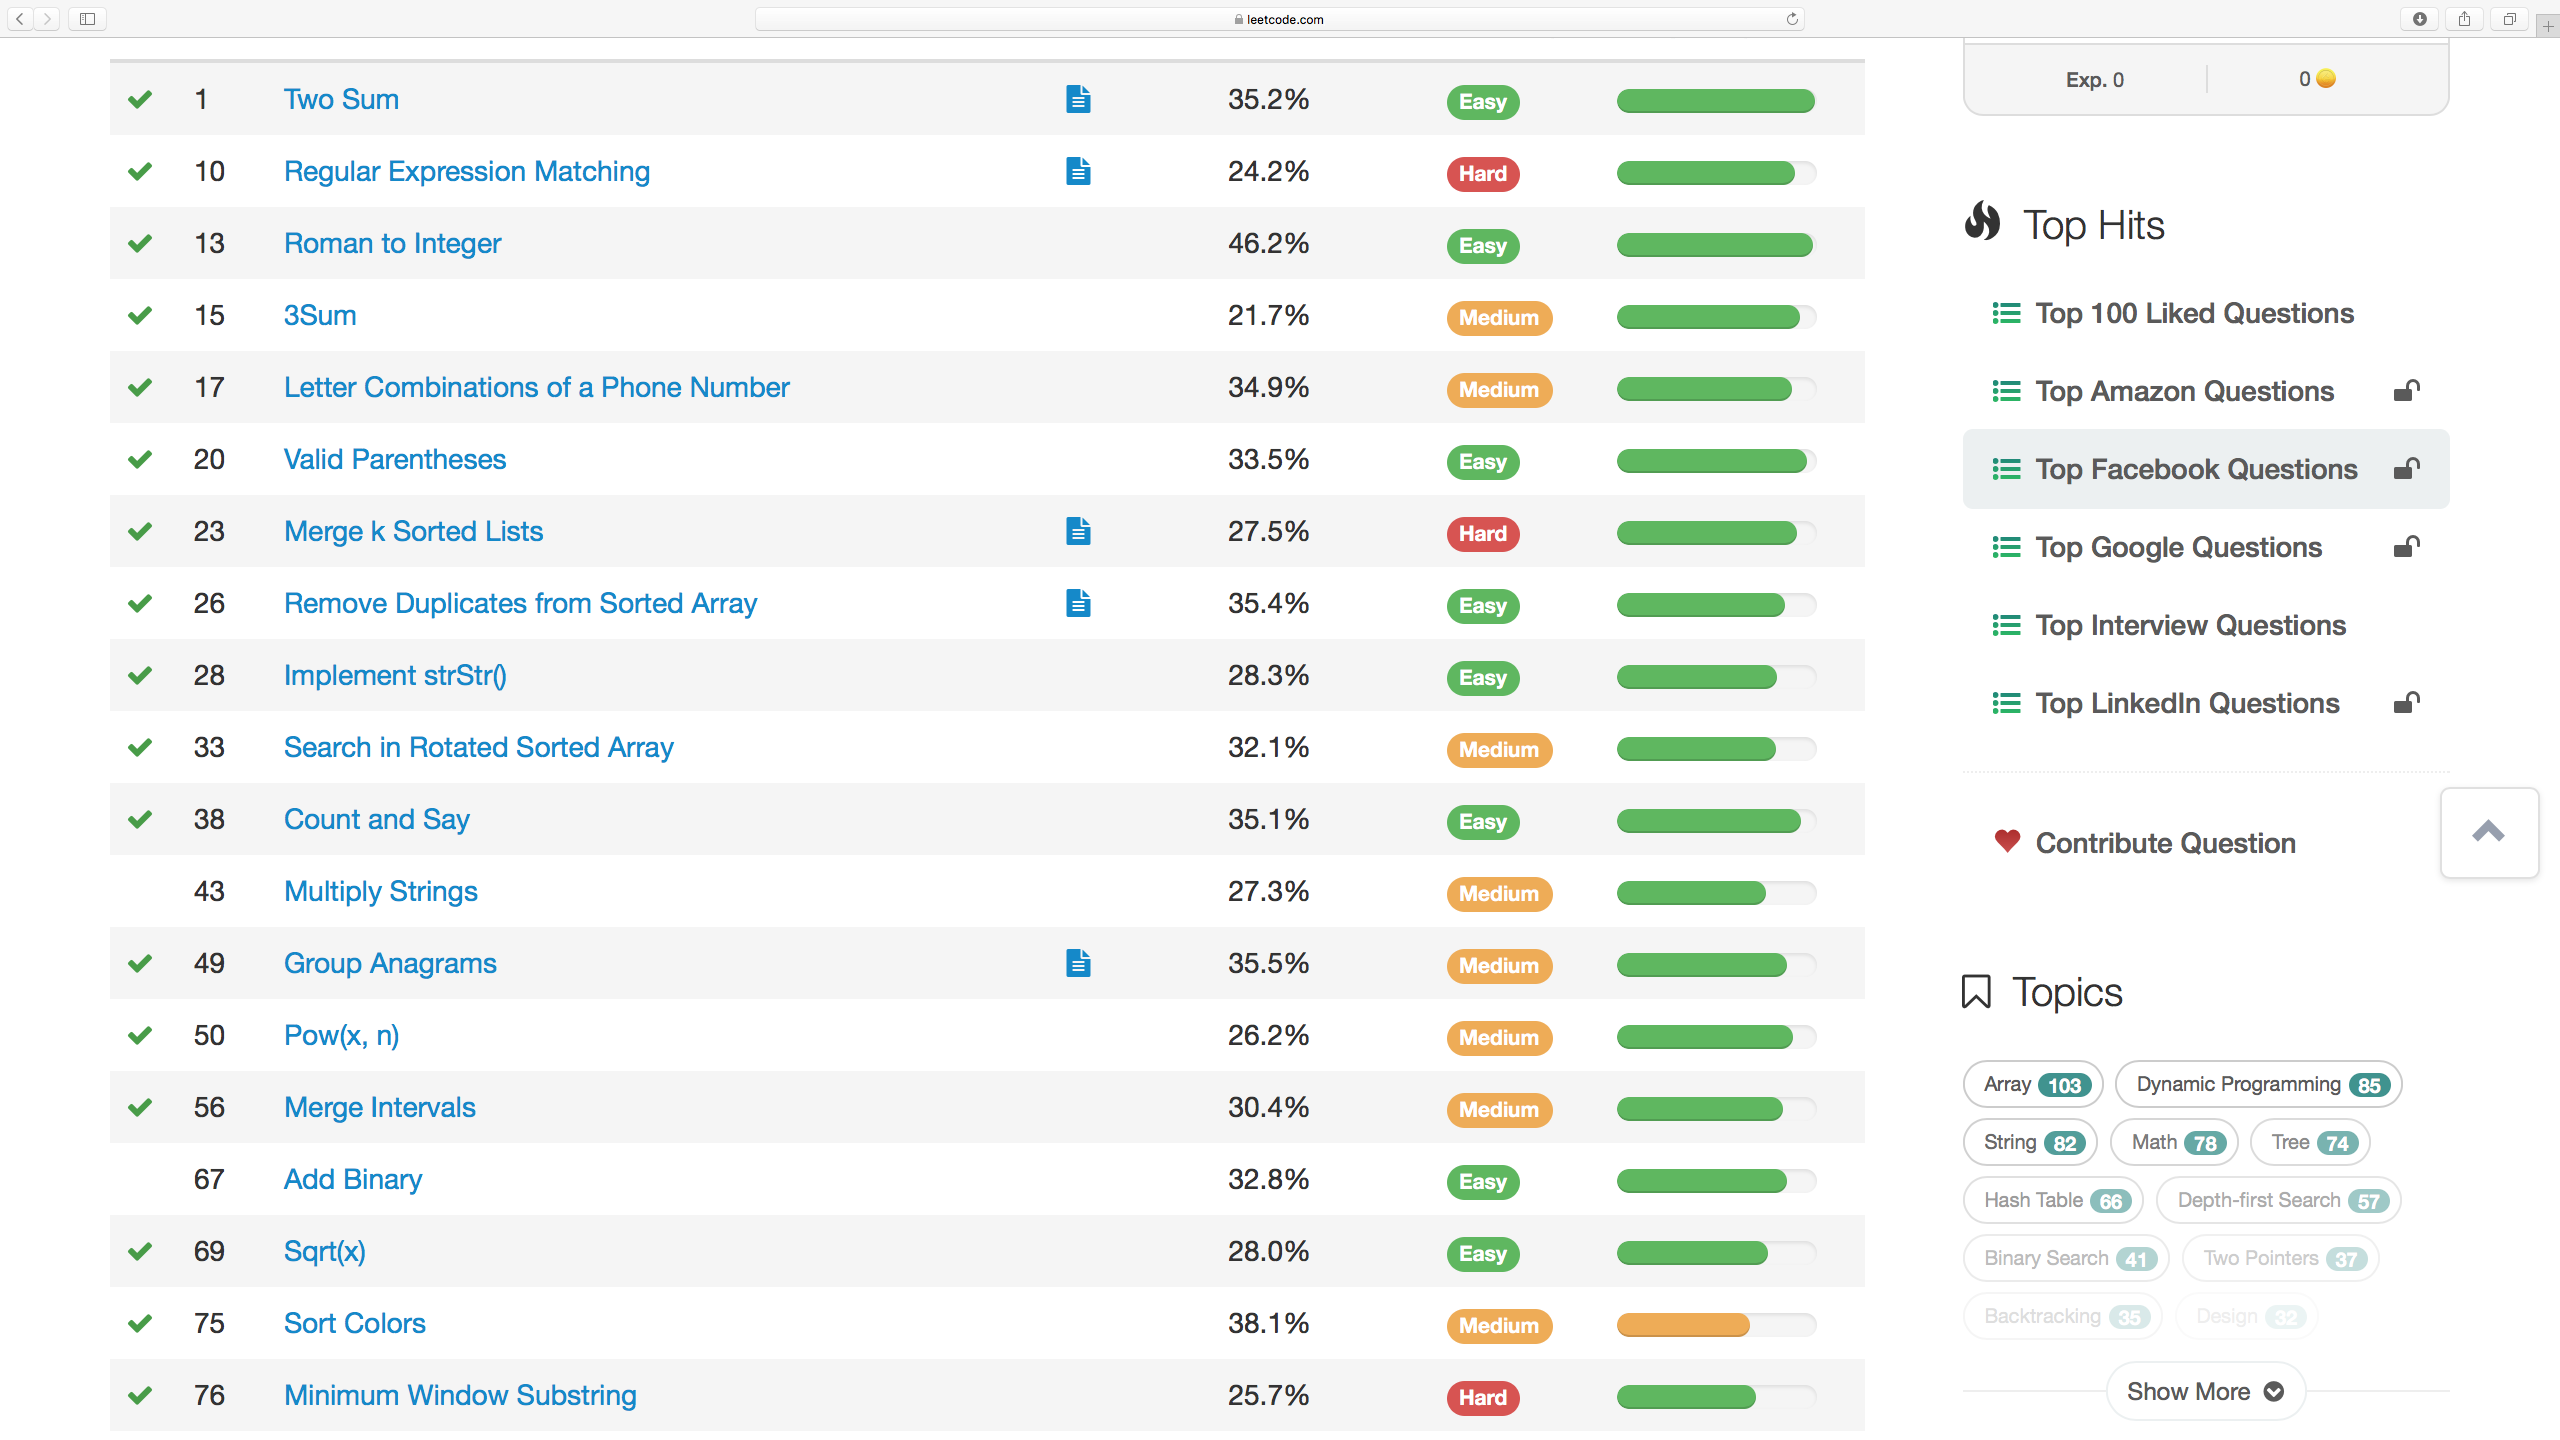 leetcode.com
1 Two Sum 35.2% Easy
10 Regular Expression Matching 24.2% Hard
13 Roman to Integer 46.2% Easy
15 3Sum 21.7% Medium
17 Letter Combinations of a Phone Number 34.9% Medium
20 Valid Parentheses 33.5% Easy
23 Merge k Sorted Lists 27.5% Hard
26 Remove Duplicates from Sorted Array 35.4% Easy
28 Implement strStr() 28.3% Easy
33 Search in Rotated Sorted Array 32.1% Medium
38 Count and Say 35.1% Easy
43 Multiply Strings 27.3% Medium
49 Group Anagrams 35.5% Medium
50 Pow(x, n) 26.2% Medium
56 Merge Intervals 30.4% Medium
67 Add Binary 32.8% Easy
69 Sqrt(x) 28.0% Easy
75 Sort Colors 38.1% Medium
76 Minimum Window Substring 25.7% Hard
Exp. 0 0
Top Hits
Top 100 Liked Questions
Top Amazon Questions
Top Facebook Questions
Top Google Questions
Top Interview Questions
Top LinkedIn Questions
Contribute Question
Topics
Array 103 Dynamic Programming 85
String 82 Math 78 Tree 74
Hash Table 66 Depth-first Search 57
Binary Search 41 Two Pointers 37
Backtracking 35 Design 32
Show More